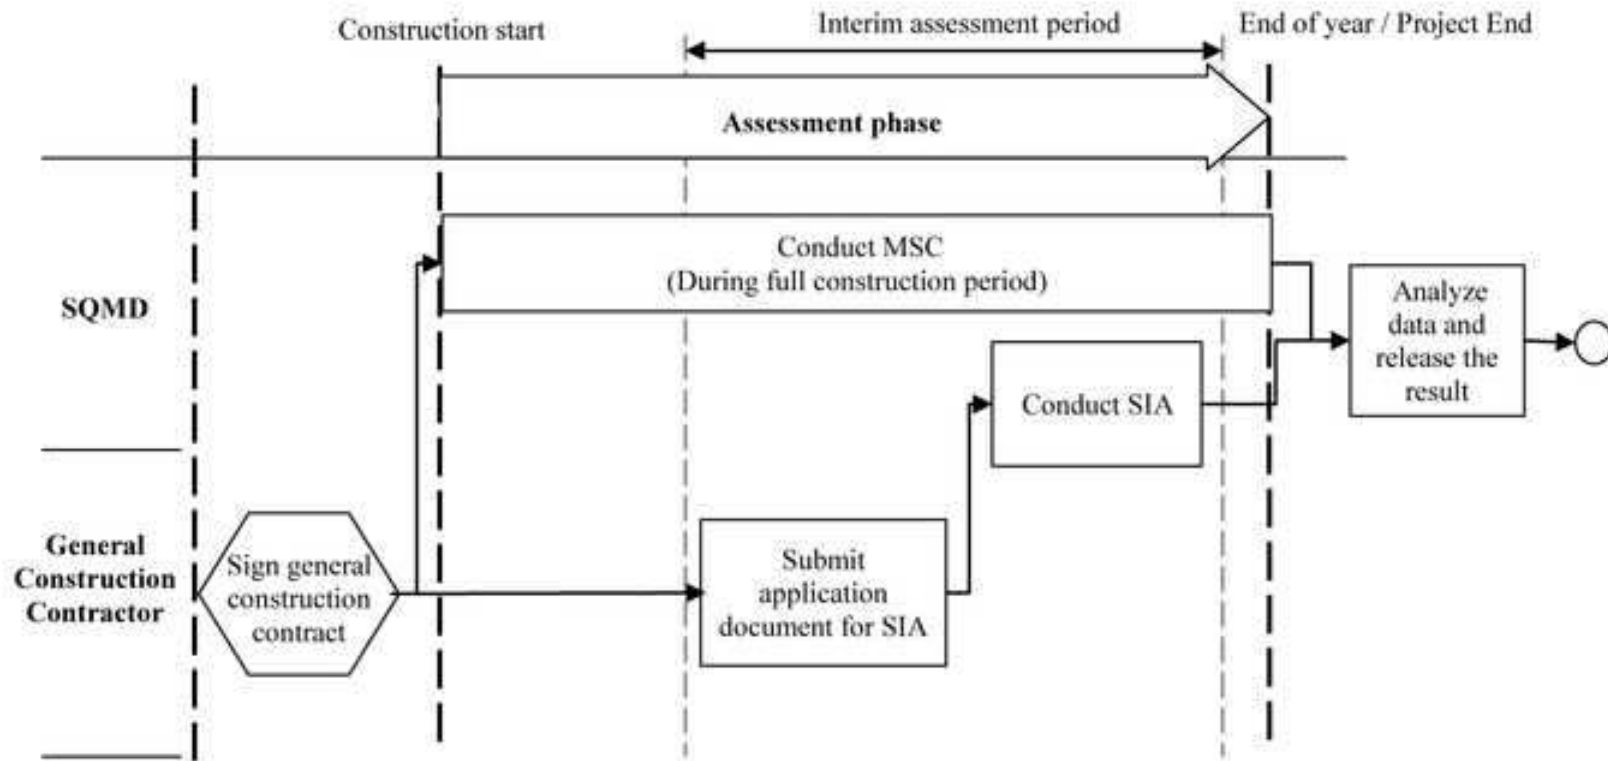 Construction start
Interim assessment period
End of year / Project End
Assessment phase
SQMD
Conduct MSC
(During full construction period)
Analyze
data and
release the
result
Conduct SIA
General
Construction
Contractor
Sign general
construction
contract
Submit
application
document for SIA